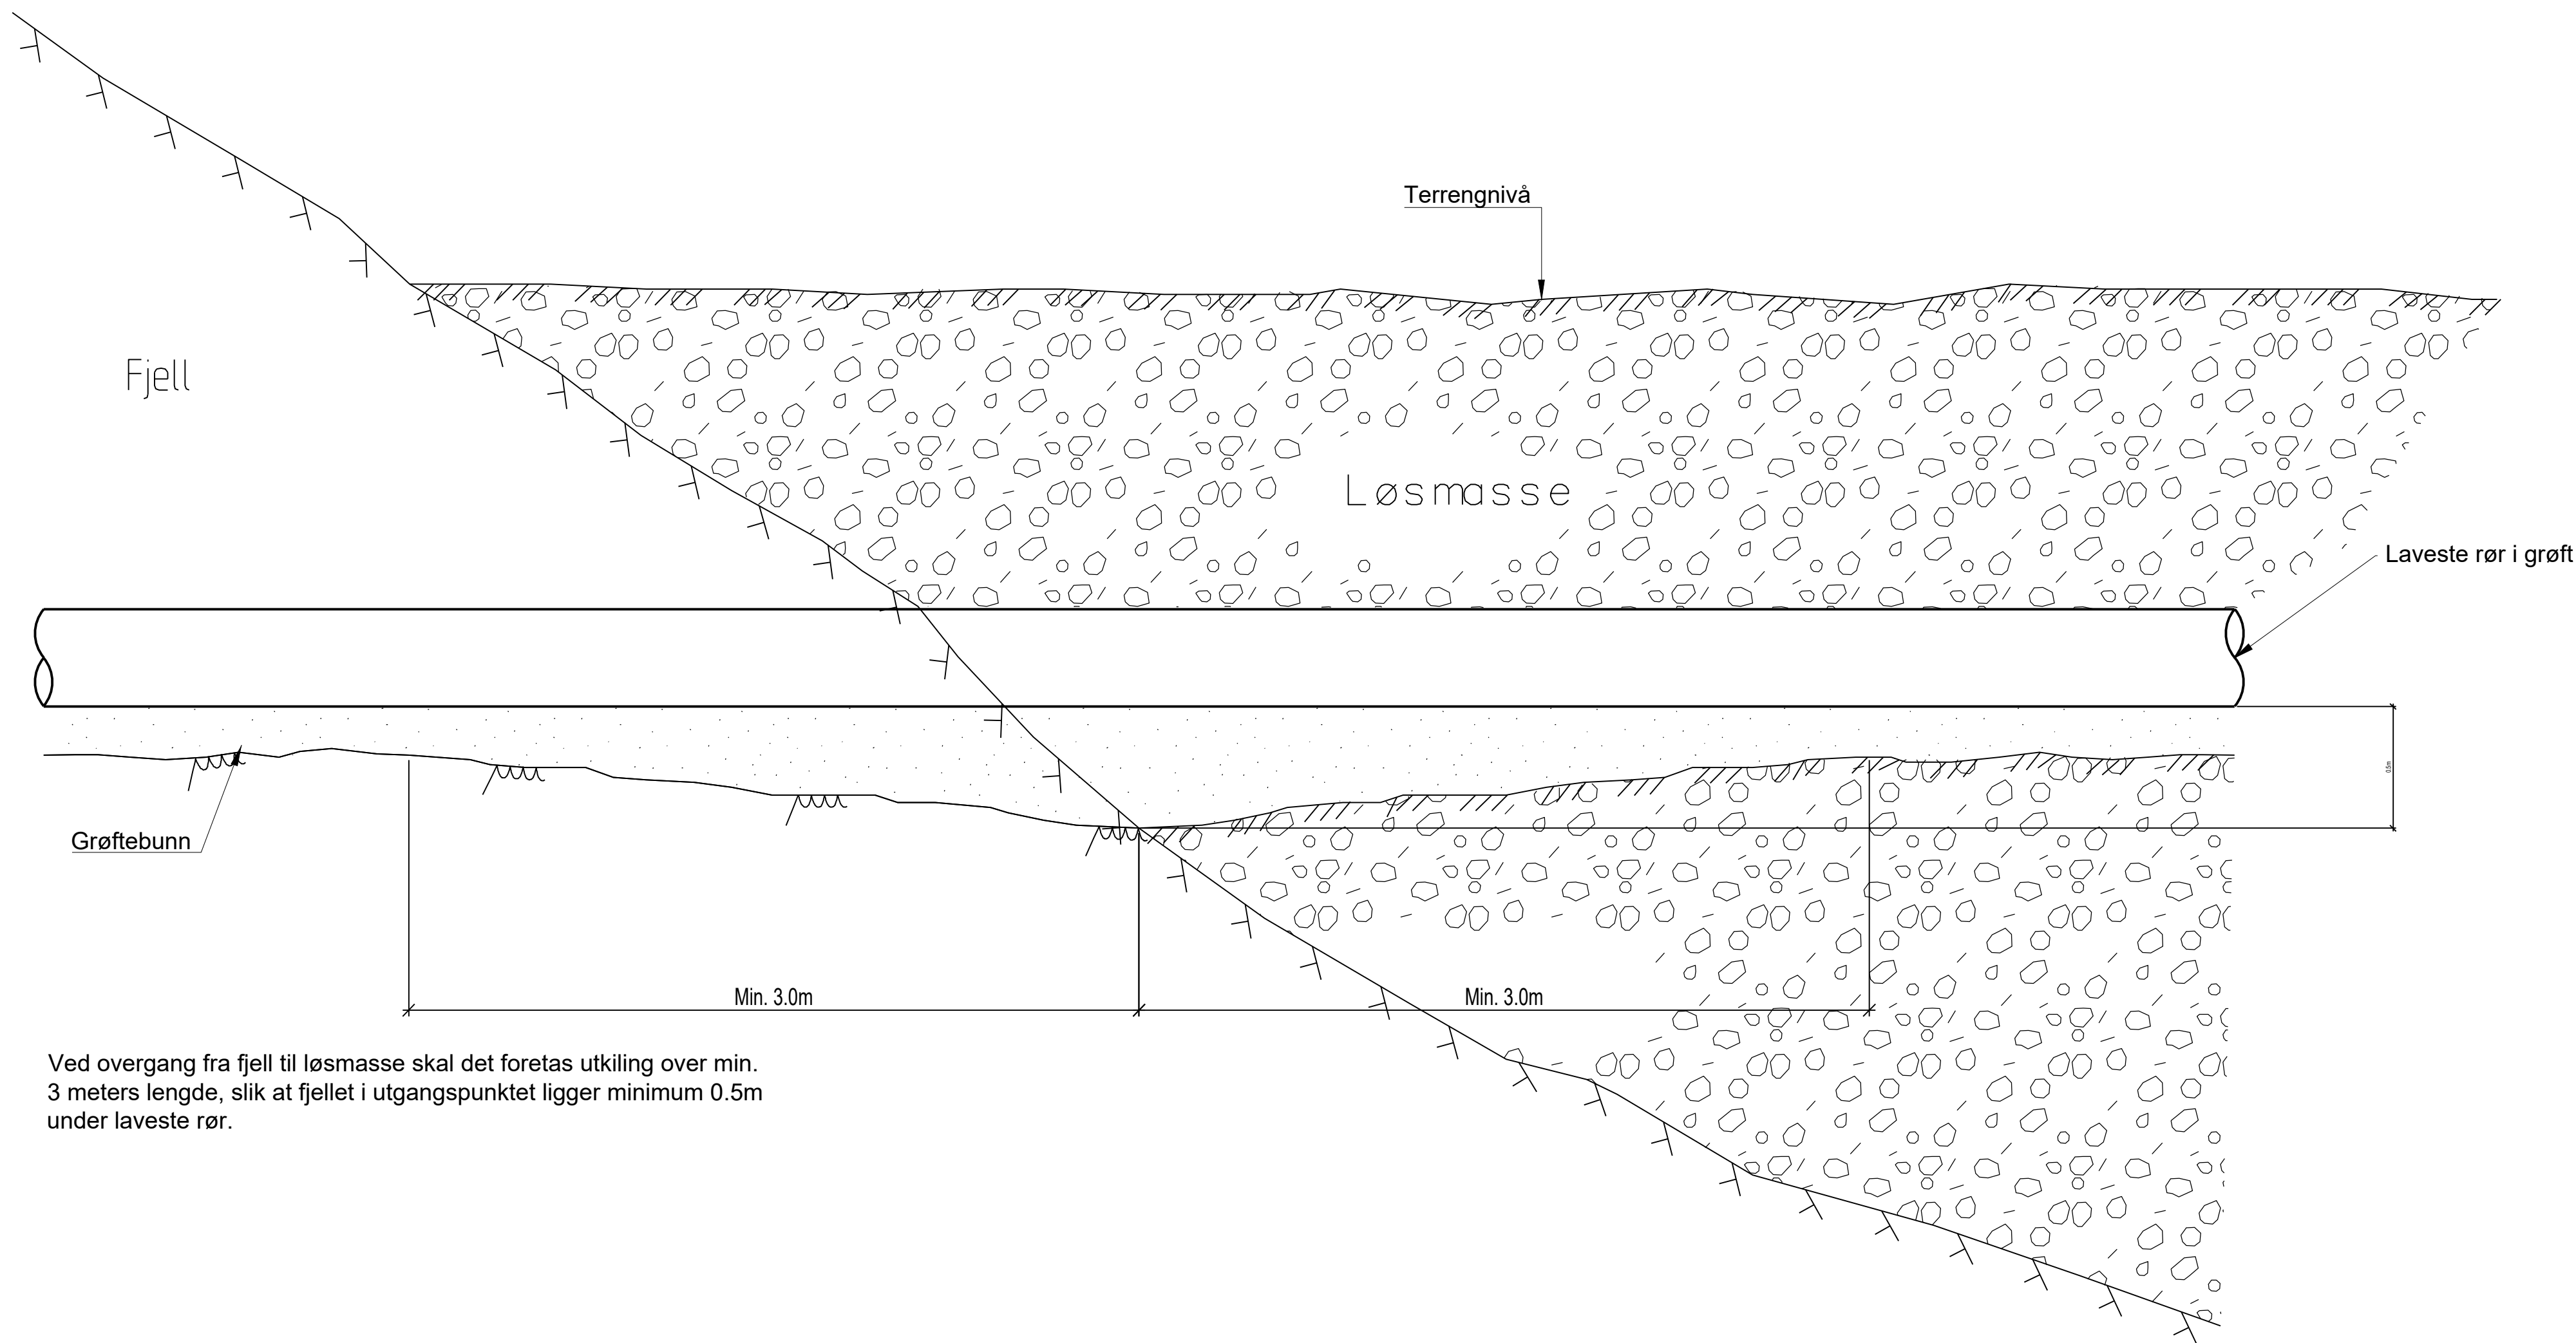 Terrengnivå
Fjell
Løsmasse
Laveste rør i grøft
0.5m
Grøftebunn
Min. 3.0m
Min. 3.0m
Ved overgang fra fjell til løsmasse skal det foretas utkiling over min.
3 meters lengde, slik at fjellet i utgangspunktet ligger minimum 0.5m
under laveste rør.